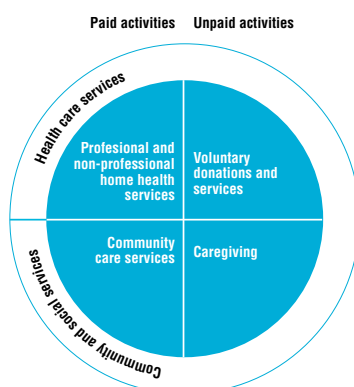 Paid activities
Unpaid activities
Health care services
Profesional and
non-professional
home health
services
Voluntary
donations and
services
Community
care services
Caregiving
Community and social services